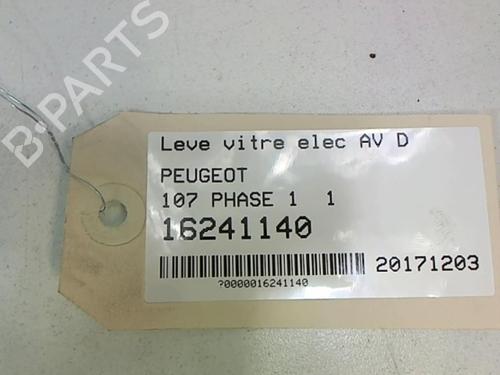 B-PARTS
Leve vitre elec AV D
PEUGEOT
107 PHASE 1 1
16241140
20171203
?0000016241140